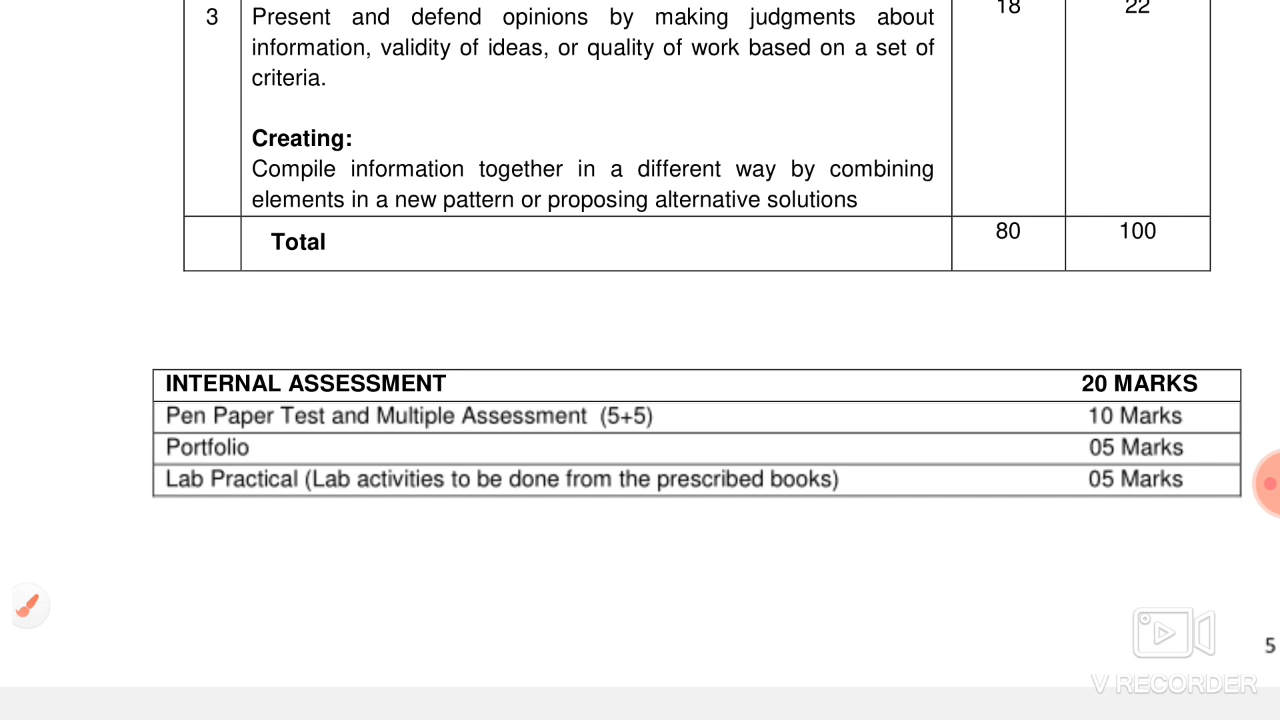 3 Present and defend opinions by making judgments about 18 22
information, validity of ideas, or quality of work based on a set of
criteria.
Creating:
Compile information together in a different way by combining
elements in a new pattern or proposing alternative solutions
Total 80 100
INTERNAL ASSESSMENT 20 MARKS
Pen Paper Test and Multiple Assessment (5+5) 10 Marks
Portfolio 05 Marks
Lab Practical (Lab activities to be done from the prescribed books) 05 Marks
5
V RECORDER